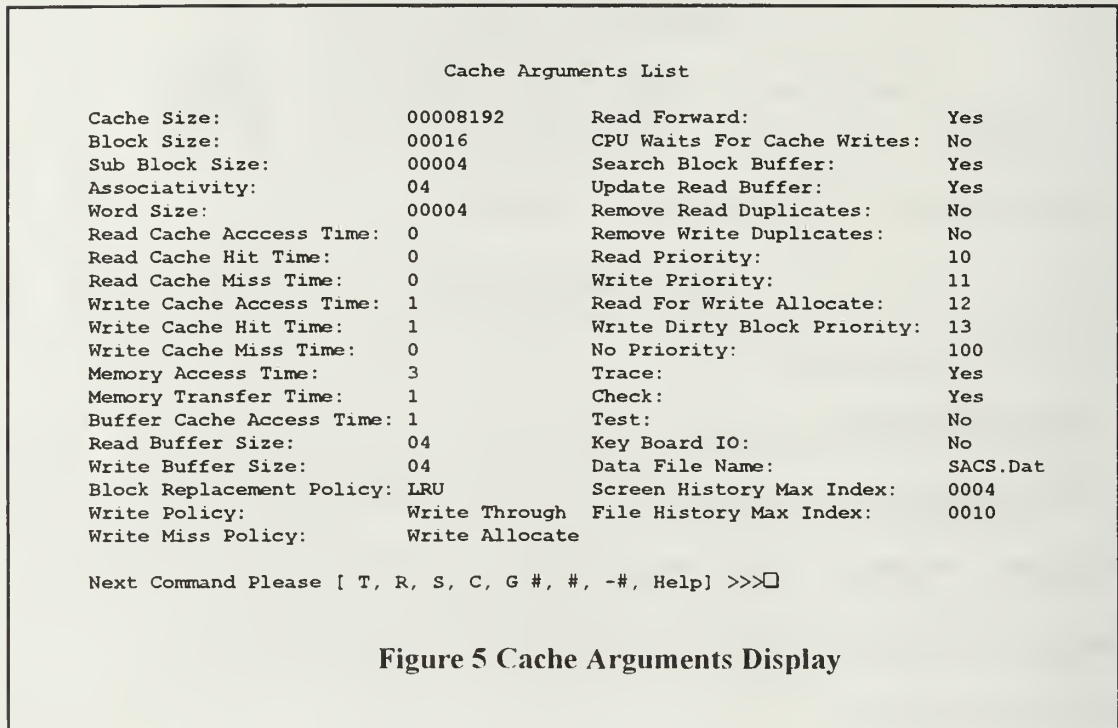 Cache Arguments List
Cache Size: 00008192 Read Forward: Yes
Block Size: 00016 CPU Waits For Cache Writes: No
Sub Block Size: 00004 Search Block Buffer: Yes
Associativity: 04 Update Read Buffer: Yes
Word Size: 00004 Remove Read Duplicates: No
Read Cache Acccess Time: 0 Remove Write Duplicates: No
Read Cache Hit Time: 0 Read Priority: 10
Read Cache Miss Time: 0 Write Priority: 11
Write Cache Access Time: 1 Read For Write Allocate: 12
Write Cache Hit Time: 1 Write Dirty Block Priority: 13
Write Cache Miss Time: 0 No Priority: 100
Memory Access Time: 3 Trace: Yes
Memory Transfer Time: 1 Check: Yes
Buffer Cache Access Time: 1 Test: No
Read Buffer Size: 04 Key Board IO: No
Write Buffer Size: 04 Data File Name: SACS.Dat
Block Replacement Policy: LRU Screen History Max Index: 0004
Write Policy: Write Through File History Max Index: 0010
Write Miss Policy: Write Allocate
Next Command Please [ T, R, S, C, G #, #, -#, Help] >>>□
Figure 5 Cache Arguments Display